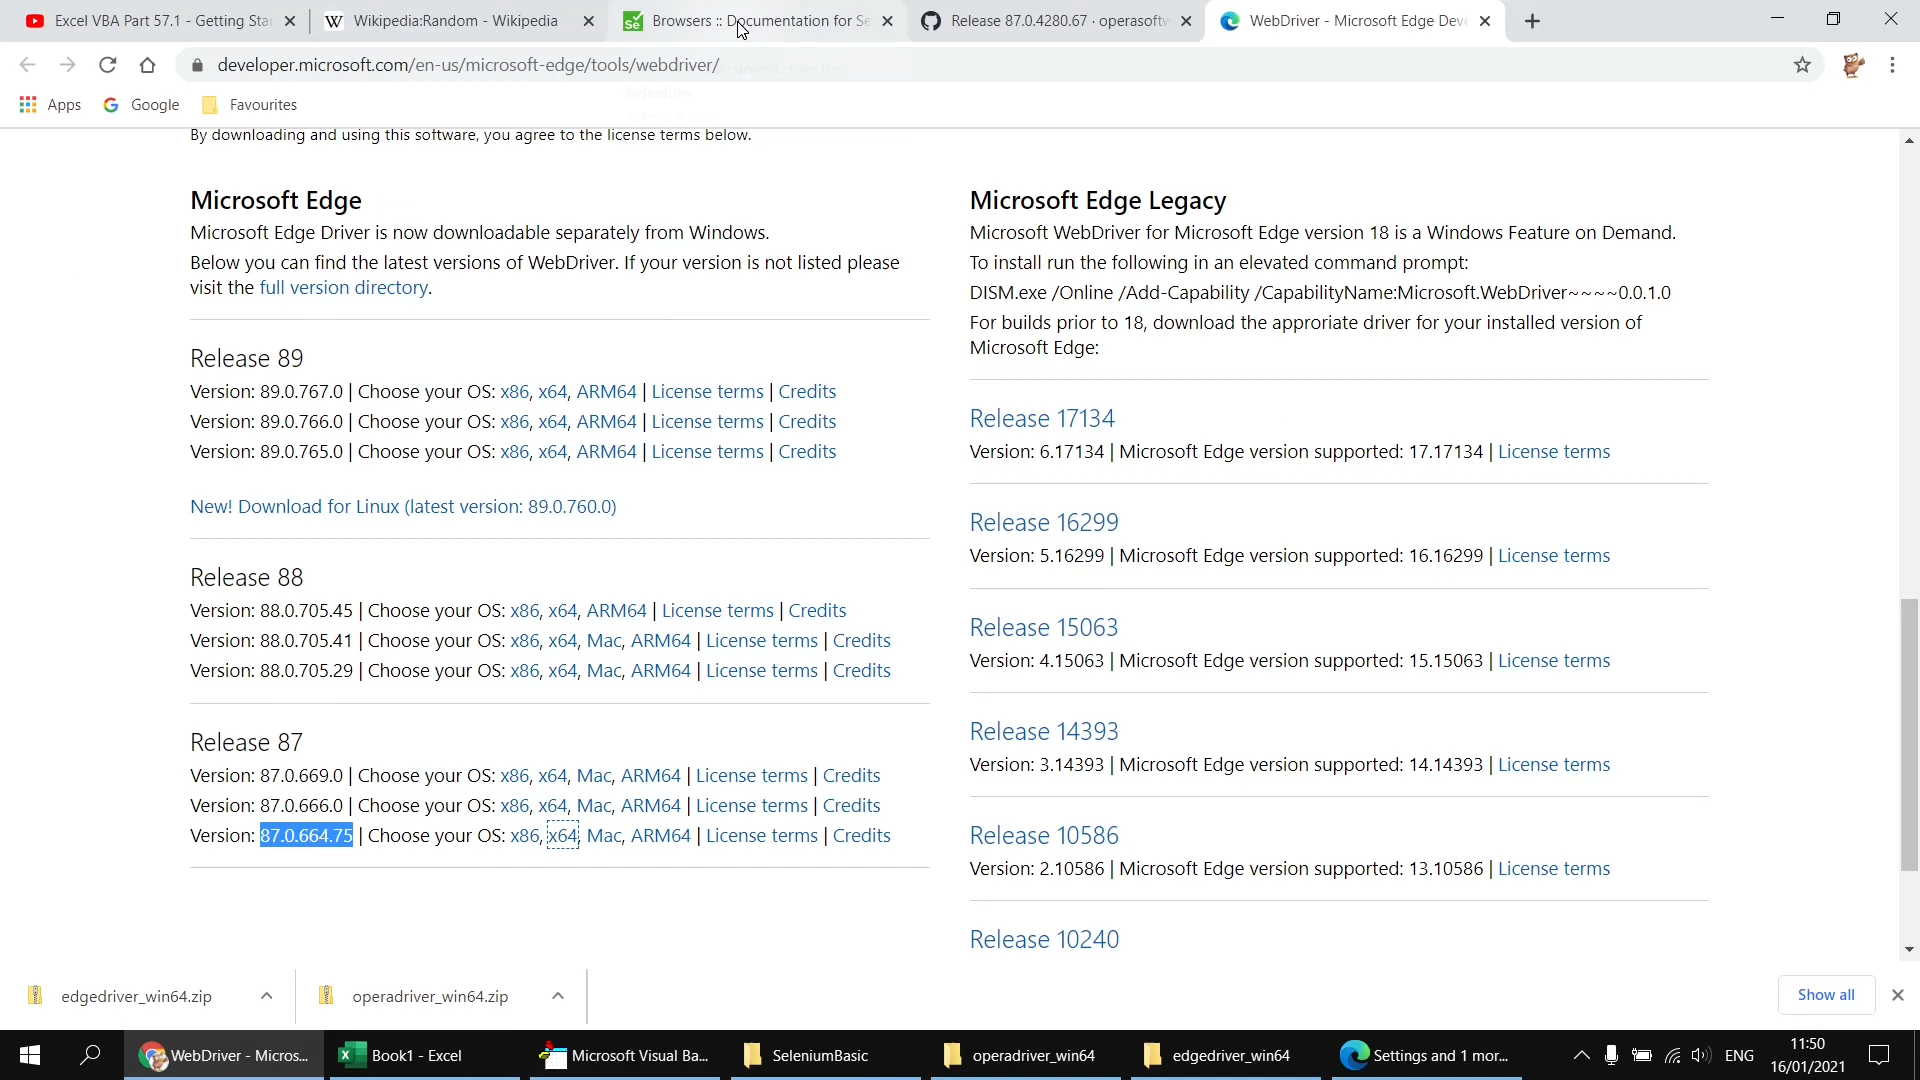 Excel VBA Part 57.1 - Getting Star
Wikipedia:Random - Wikipedia
Browsers :: Documentation for Se
Release 87.0.4280.67 · operasoftw
WebDriver - Microsoft Edge Deve
developer.microsoft.com/en-us/microsoft-edge/tools/webdriver/
Apps
Google
Favourites
By downloading and using this software, you agree to the license terms below.
Microsoft Edge
Microsoft Edge Driver is now downloadable separately from Windows.
Below you can find the latest versions of WebDriver. If your version is not listed please
visit the full version directory.
Release 89
Version: 89.0.767.0 | Choose your OS: x86, x64, ARM64 | License terms | Credits
Version: 89.0.766.0 | Choose your OS: x86, x64, ARM64 | License terms | Credits
Version: 89.0.765.0 | Choose your OS: x86, x64, ARM64 | License terms | Credits
New! Download for Linux (latest version: 89.0.760.0)
Release 88
Version: 88.0.705.45 | Choose your OS: x86, x64, ARM64 | License terms | Credits
Version: 88.0.705.41 | Choose your OS: x86, x64, Mac, ARM64 | License terms | Credits
Version: 88.0.705.29 | Choose your OS: x86, x64, Mac, ARM64 | License terms | Credits
Release 87
Version: 87.0.669.0 | Choose your OS: x86, x64, Mac, ARM64 | License terms | Credits
Version: 87.0.666.0 | Choose your OS: x86, x64, Mac, ARM64 | License terms | Credits
Version: 87.0.664.75 | Choose your OS: x86, x64, Mac, ARM64 | License terms | Credits
Microsoft Edge Legacy
Microsoft WebDriver for Microsoft Edge version 18 is a Windows Feature on Demand.
To install run the following in an elevated command prompt:
DISM.exe /Online /Add-Capability /CapabilityName:Microsoft.WebDriver~~~~0.0.1.0
For builds prior to 18, download the approriate driver for your installed version of
Microsoft Edge:
Release 17134
Version: 6.17134 | Microsoft Edge version supported: 17.17134 | License terms
Release 16299
Version: 5.16299 | Microsoft Edge version supported: 16.16299 | License terms
Release 15063
Version: 4.15063 | Microsoft Edge version supported: 15.15063 | License terms
Release 14393
Version: 3.14393 | Microsoft Edge version supported: 14.14393 | License terms
Release 10586
Version: 2.10586 | Microsoft Edge version supported: 13.10586 | License terms
Release 10240
edgedriver_win64.zip
operadriver_win64.zip
Show all
WebDriver - Micros...
Book1 - Excel
Microsoft Visual Ba...
SeleniumBasic
operadriver_win64
edgedriver_win64
Settings and 1 mor...
ENG
11:50
16/01/2021